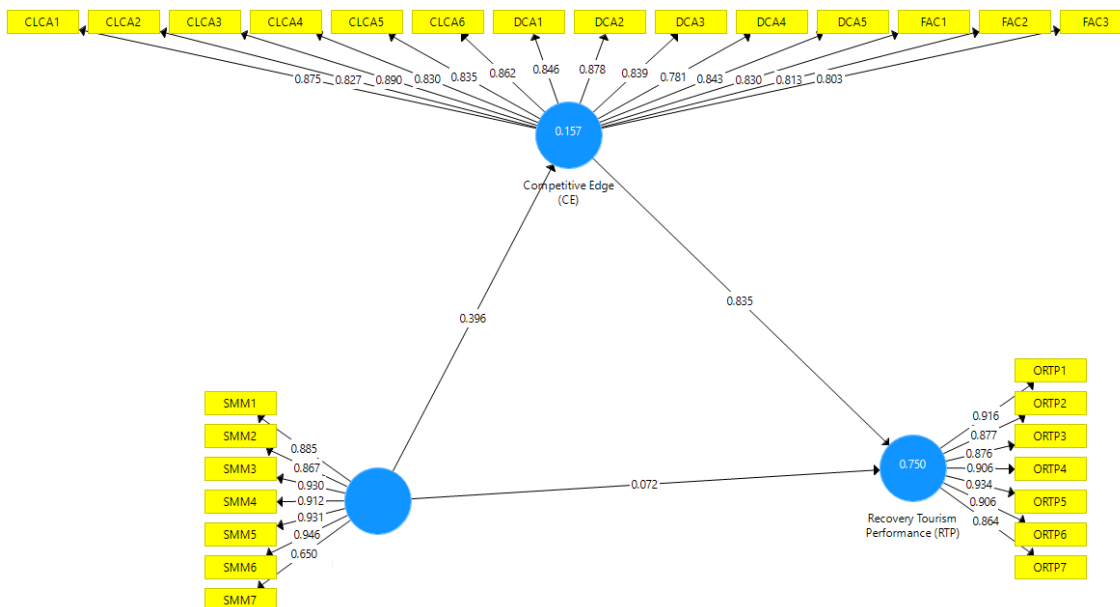 CLCA1 CLCA2 CLCA3 CLCA4 CLCA5 CLCA6 DCA1 DCA2 DCA3 DCA4 DCA5 FAC1 FAC2 FAC3
0.875 0.827 0.890 0.830 0.835 0.862 0.846 0.878 0.839 0.781 0.843 0.830 0.813 0.803
0.157
Competitive Edge
(CE)
0.396
0.835
SMM1
SMM2
SMM3
SMM4
SMM5
SMM6
SMM7
0.885
0.867
0.930
0.912
0.931
0.946
0.650
0.072
0.750
Recovery Tourism
Performance (RTP)
0.916
0.877
0.876
0.906
0.934
0.906
0.864
ORTP1
ORTP2
ORTP3
ORTP4
ORTP5
ORTP6
ORTP7